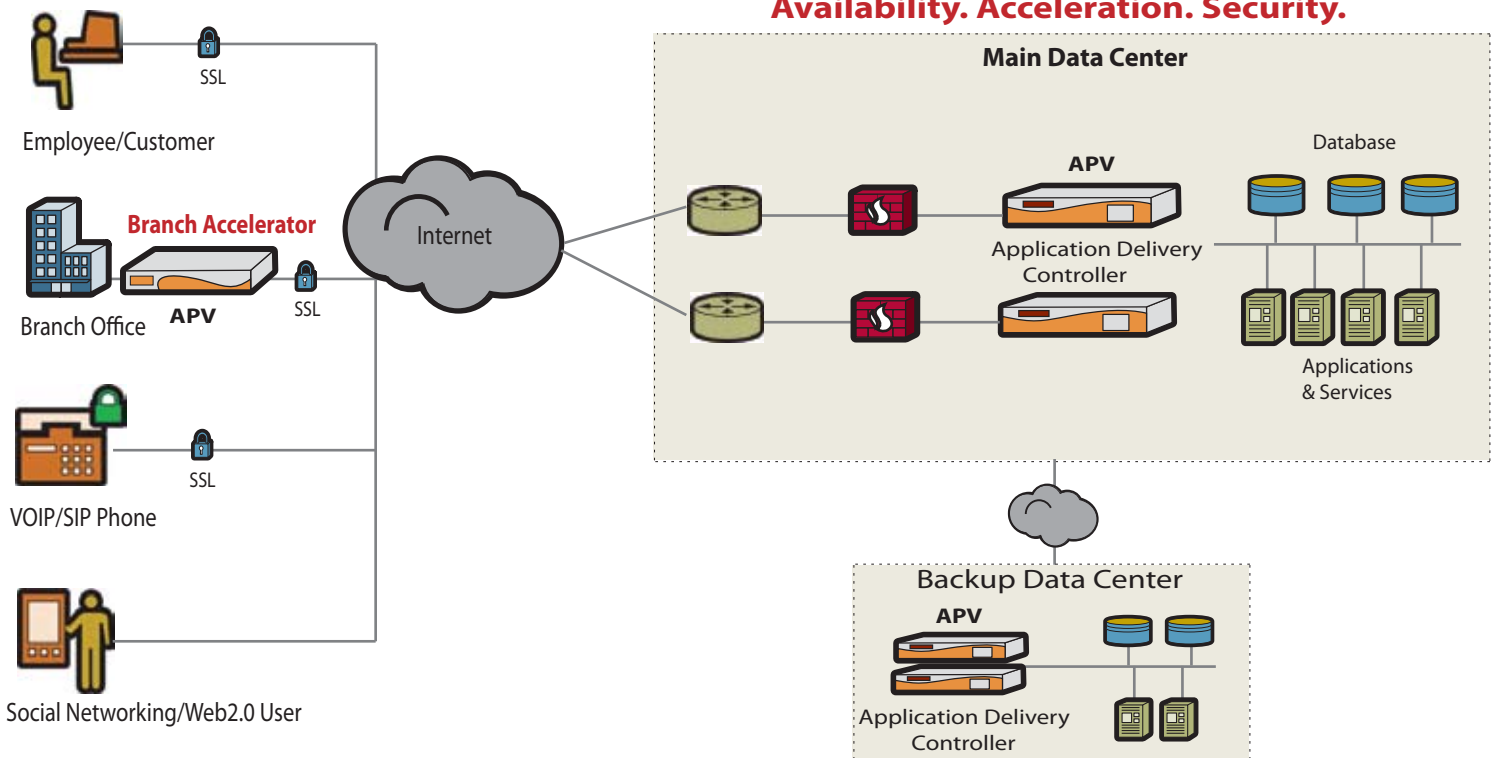 Availability. Acceleration. Security.
Main Data Center
SSL
Employee/Customer
Database
APV
Branch Accelerator
Internet
Application Delivery
Controller
SSL
Branch Office
APV
Applications
& Services
SSL
VOIP/SIP Phone
Backup Data Center
APV
Social Networking/Web2.0 User
Application Delivery
Controller